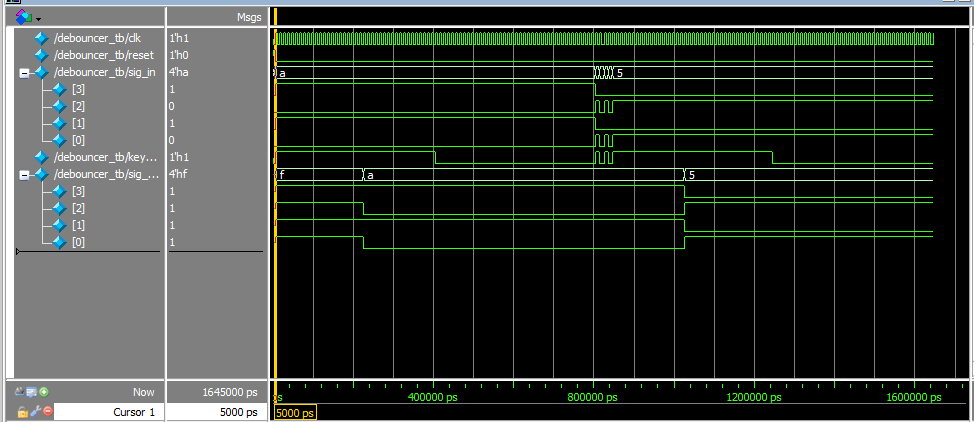 Msgs
/debouncer_tb/clk 1'h1
/debouncer_tb/reset 1'h0
/debouncer_tb/sig_in 4'ha a 5
[3] 1
[2] 0
[1] 1
[0] 0
/debouncer_tb/key... 1'h1
/debouncer_tb/sig_... 4'hf f a 5
[3] 1
[2] 1
[1] 1
[0] 1
Now 1645000 ps 400000 ps 800000 ps 1200000 ps 1600000 ps
Cursor 1 5000 ps 5000 ps